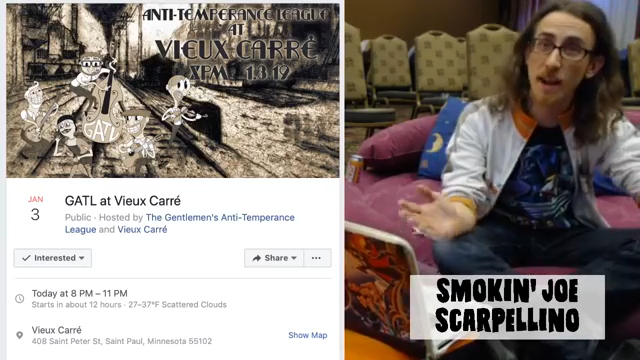 ANTI-TEMPERANCE LEAGUE
AT
VIEUX CARRÉ
XPM 1.3.19
GATL
JAN
3
GATL at Vieux Carré
Public · Hosted by The Gentlemen's Anti-Temperance
League and Vieux Carré
Interested
Share
Today at 8 PM – 11 PM
Starts in about 12 hours · 27–37°F Scattered Clouds
Vieux Carré
408 Saint Peter St, Saint Paul, Minnesota 55102
Show Map
SMOKIN' JOE
SCARPELLINO